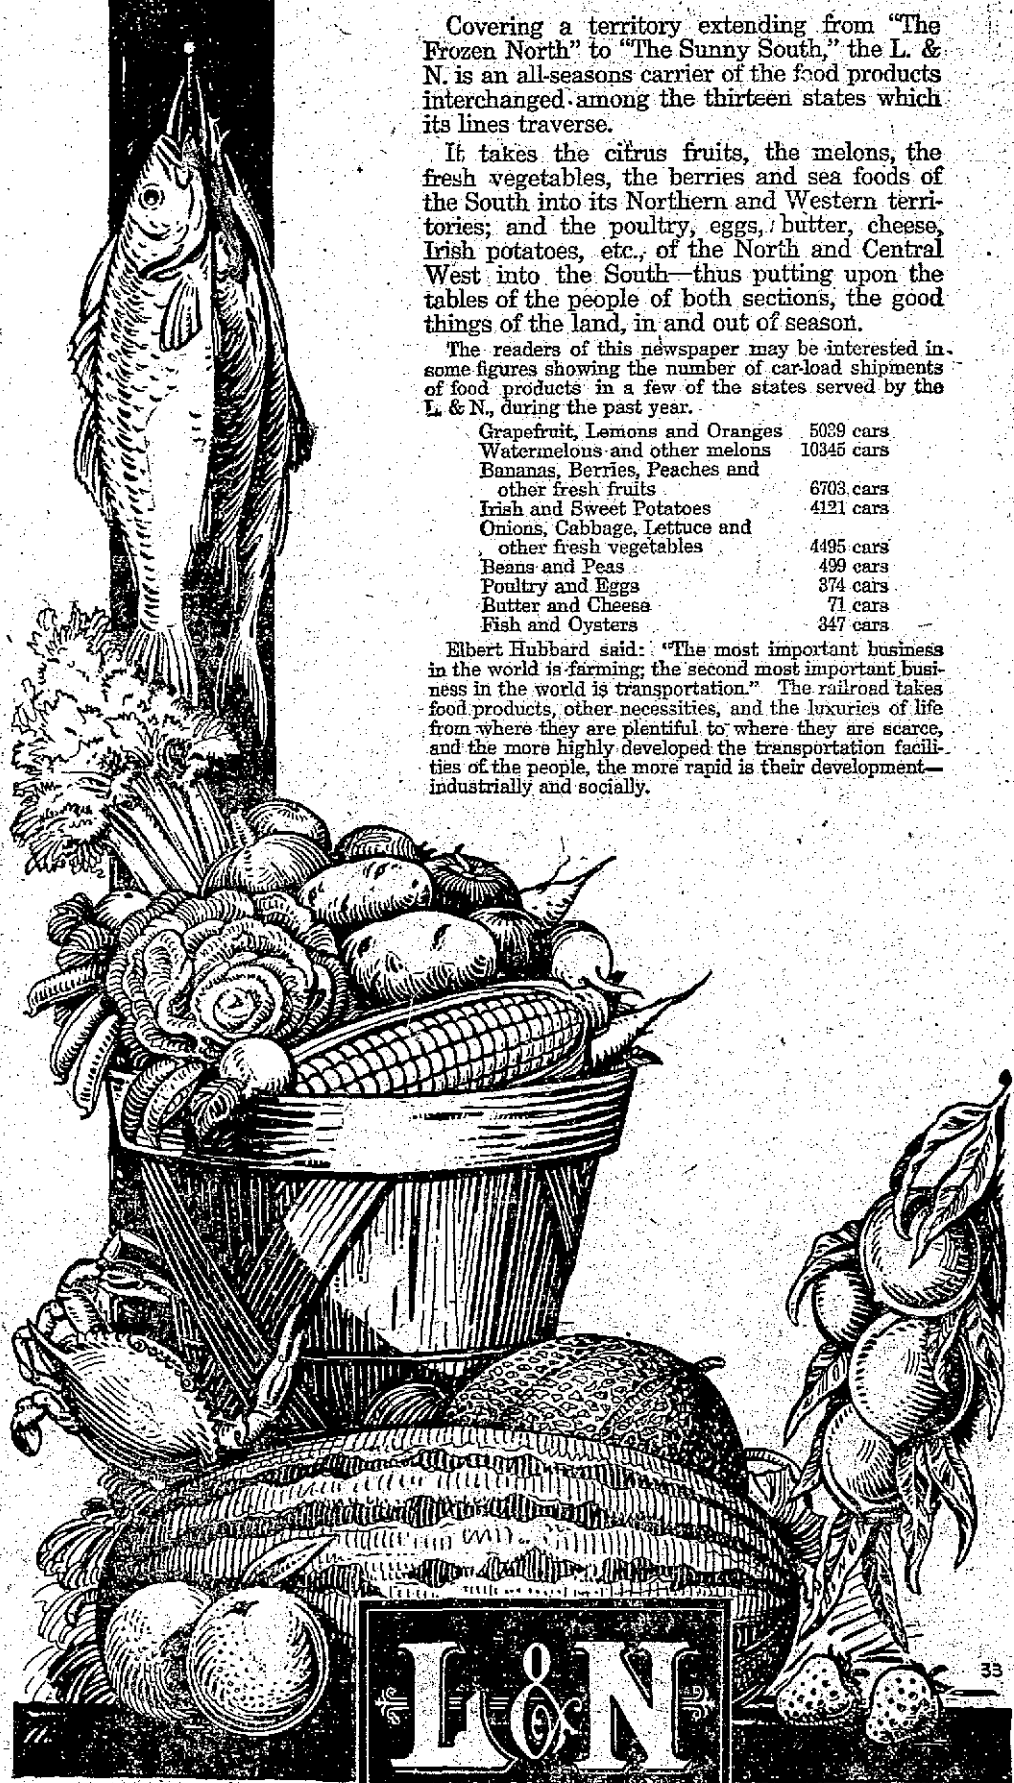 Covering a territory extending from "The
Frozen North" to "The Sunny South," the L. &
N. is an all-seasons carrier of the food products
interchanged among the thirteen states which
its lines traverse.
It takes the citrus fruits, the melons, the
fresh vegetables, the berries and sea foods of
the South into its Northern and Western terri-
tories; and the poultry, eggs, butter, cheese,
Irish potatoes, etc., of the North and Central
West into the South—thus putting upon the
tables of the people of both sections, the good
things of the land, in and out of season.
The readers of this newspaper may be interested in
some figures showing the number of car-load shipments
of food products in a few of the states served by the
L. & N., during the past year.
Grapefruit, Lemons and Oranges 5039 cars
Watermelons and other melons 10345 cars
Bananas, Berries, Peaches and
other fresh fruits 6703 cars
Irish and Sweet Potatoes 4121 cars
Onions, Cabbage, Lettuce and
other fresh vegetables 4495 cars
Beans and Peas 499 cars
Poultry and Eggs 374 cars
Butter and Cheese 71 cars
Fish and Oysters 347 cars
Elbert Hubbard said: "The most important business
in the world is farming; the second most important busi-
ness in the world is transportation." The railroad takes
food products, other necessities, and the luxuries of life
from where they are plentiful to where they are scarce,
and the more highly developed the transportation facili-
ties of the people, the more rapid is their development—
industrially and socially.
33
L&N